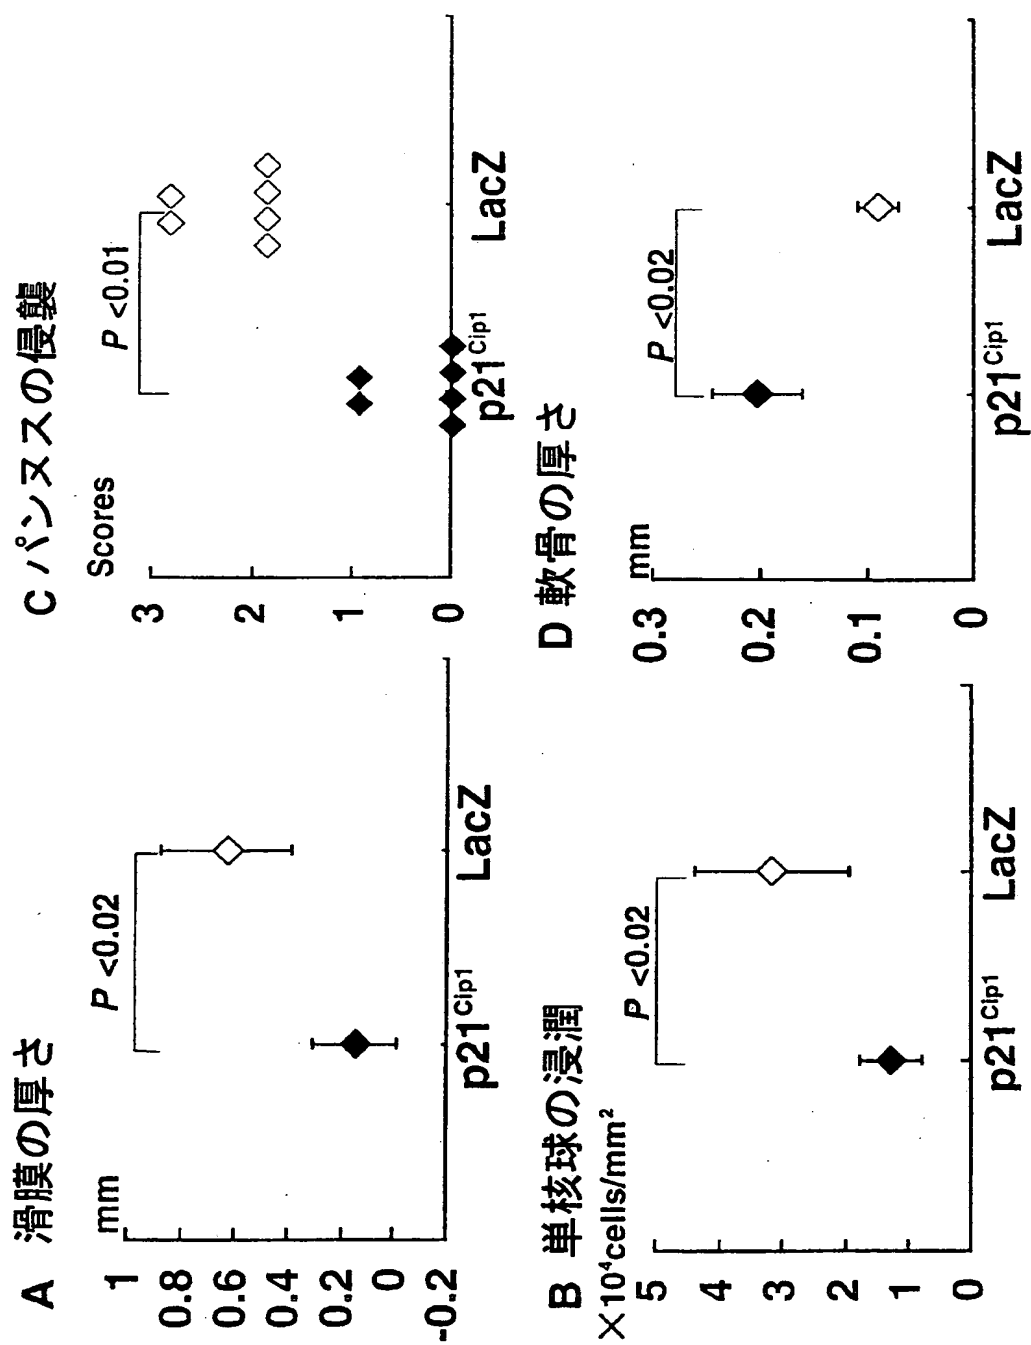 A 滑膜の厚さ
mm
1
0.8
0.6
0.4
0.2
0
-0.2
P <0.02
p21Cip1
LacZ
B 単核球の浸潤
×10⁴cells/mm²
5
4
3
2
1
0
P <0.02
p21Cip1
LacZ
C パンヌスの侵襲
Scores
3
2
1
0
P <0.01
p21Cip1
LacZ
D 軟骨の厚さ
mm
0.3
0.2
0.1
0
P <0.02
p21Cip1
LacZ